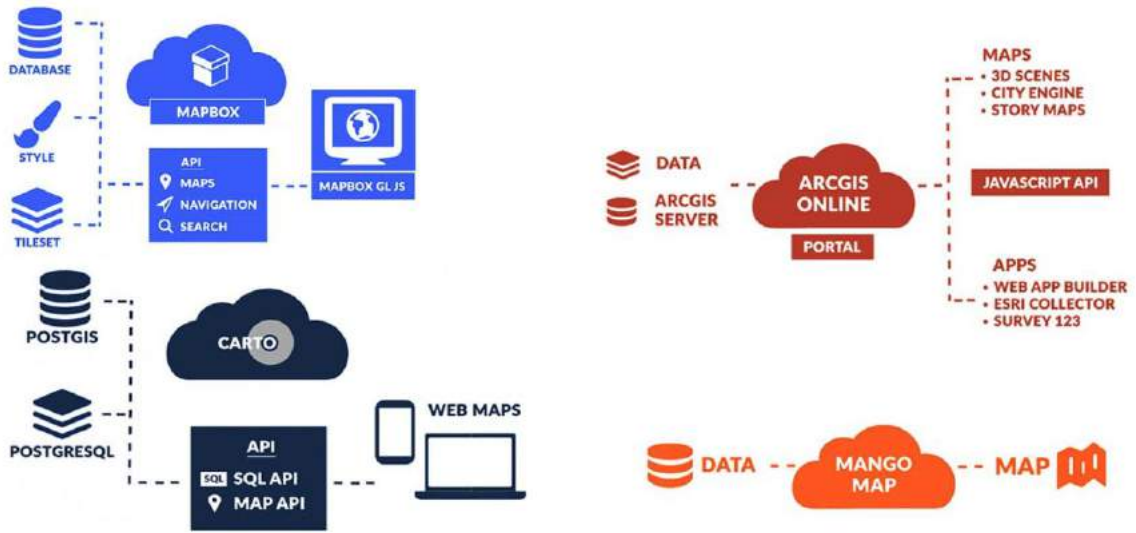 DATABASE
STYLE
TILESET
MAPBOX
API
MAPS
NAVIGATION
SEARCH
MAPBOX GL JS
POSTGIS
POSTGRESQL
CARTO
API
SQL SQL API
MAP API
WEB MAPS
DATA
ARCGIS
SERVER
ARCGIS
ONLINE
PORTAL
MAPS
• 3D SCENES
• CITY ENGINE
• STORY MAPS
JAVASCRIPT API
APPS
• WEB APP BUILDER
• ESRI COLLECTOR
• SURVEY 123
DATA
MANGO
MAP
MAP